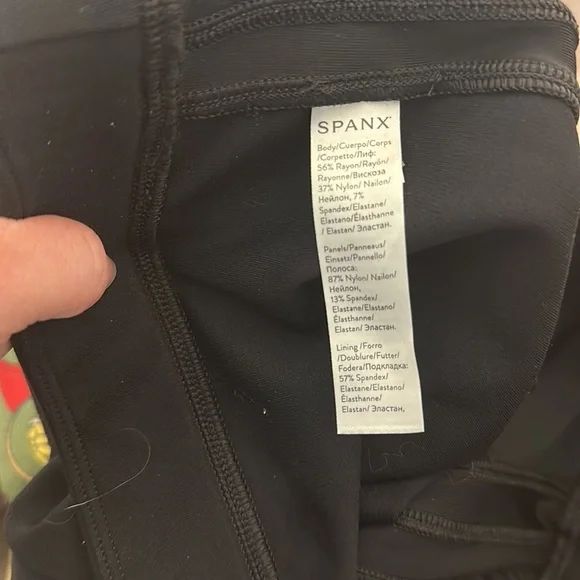 SPANX
Body/Cuerpo/Corps
/Corpetto/Лиф:
56% Rayon/Rayón/
Rayonne/Вискоза
37% Nylon/ Nailon/
Нейлон, 7%
Spandex/Elastane/
Elastano/Élasthanne
/ Elastan/ Эластан.
Panels/Panneaux/
Einsatz/Pannello/
Полоса:
87% Nylon/ Nailon/
Нейлон,
13% Spandex/
Elastane/Elastano/
Élasthanne/
Elastan/ Эластан.
Lining /Forro
/Doublure/Futter/
Fodera/Подкладка:
57% Spandex/
Elastane/Elastano/
Élasthanne/
Elastan/ Эластан,